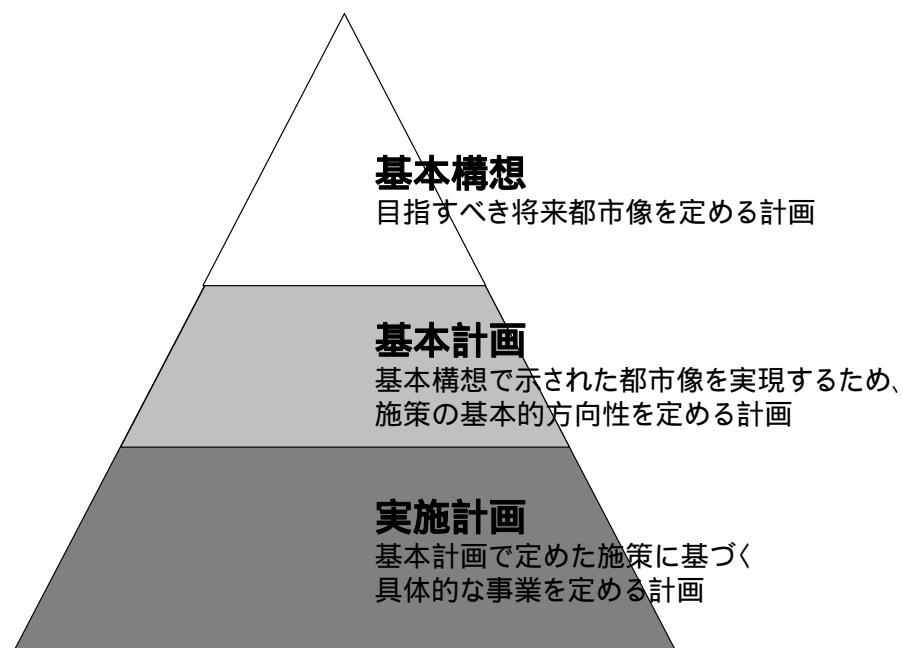 基本構想
目指すべき将来都市像を定める計画
基本計画
基本構想で示された都市像を実現するため、
施策の基本的方向性を定める計画
実施計画
基本計画で定めた施策に基づく
具体的な事業を定める計画